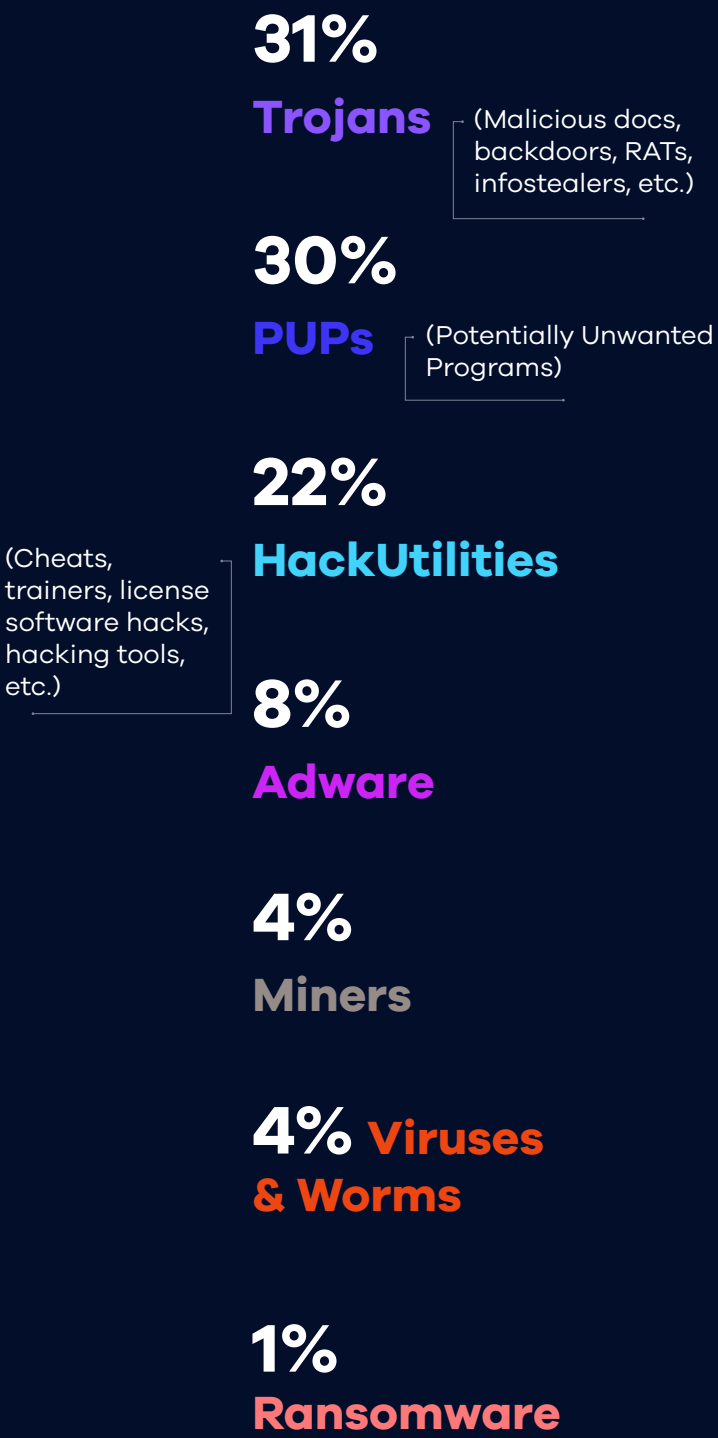 31%
Trojans
(Malicious docs,
backdoors, RATs,
infostealers, etc.)
30%
PUPs
(Potentially Unwanted
Programs)
22%
HackUtilities
(Cheats,
trainers, license
software hacks,
hacking tools,
etc.)
8%
Adware
4%
Miners
4% Viruses
& Worms
1%
Ransomware